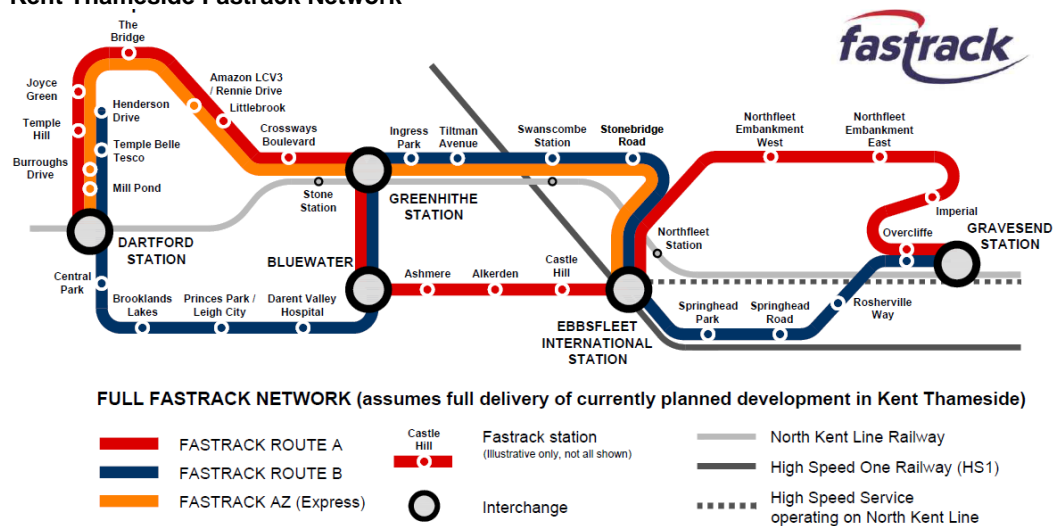 Kent Thameside Fastrack Network
fastrack
The
Bridge
Joyce
Green
Temple
Hill
Burroughs
Drive
Henderson
Drive
Temple Belle
Tesco
Mill Pond
Amazon LCV3
/ Rennie Drive
Littlebrook
Crossways
Boulevard
Stone
Station
DARTFORD
STATION
GREENHITHE
STATION
Ingress
Park
Tiltman
Avenue
Swanscombe
Station
Stonebridge
Road
Northfleet
Embankment
West
Northfleet
Embankment
East
Imperial
Overcliffe
GRAVESEND
STATION
Northfleet
Station
Central
Park
Brooklands
Lakes
Princes Park /
Leigh City
Darent Valley
Hospital
BLUEWATER
Ashmere
Alkerden
Castle
Hill
EBBSFLEET
INTERNATIONAL
STATION
Springhead
Park
Springhead
Road
Rosherville
Way
FULL FASTRACK NETWORK (assumes full delivery of currently planned development in Kent Thameside)
FASTRACK ROUTE A
FASTRACK ROUTE B
FASTRACK AZ (Express)
Castle
Hill
Fastrack station
(Illustrative only, not all shown)
Interchange
North Kent Line Railway
High Speed One Railway (HS1)
High Speed Service
operating on North Kent Line